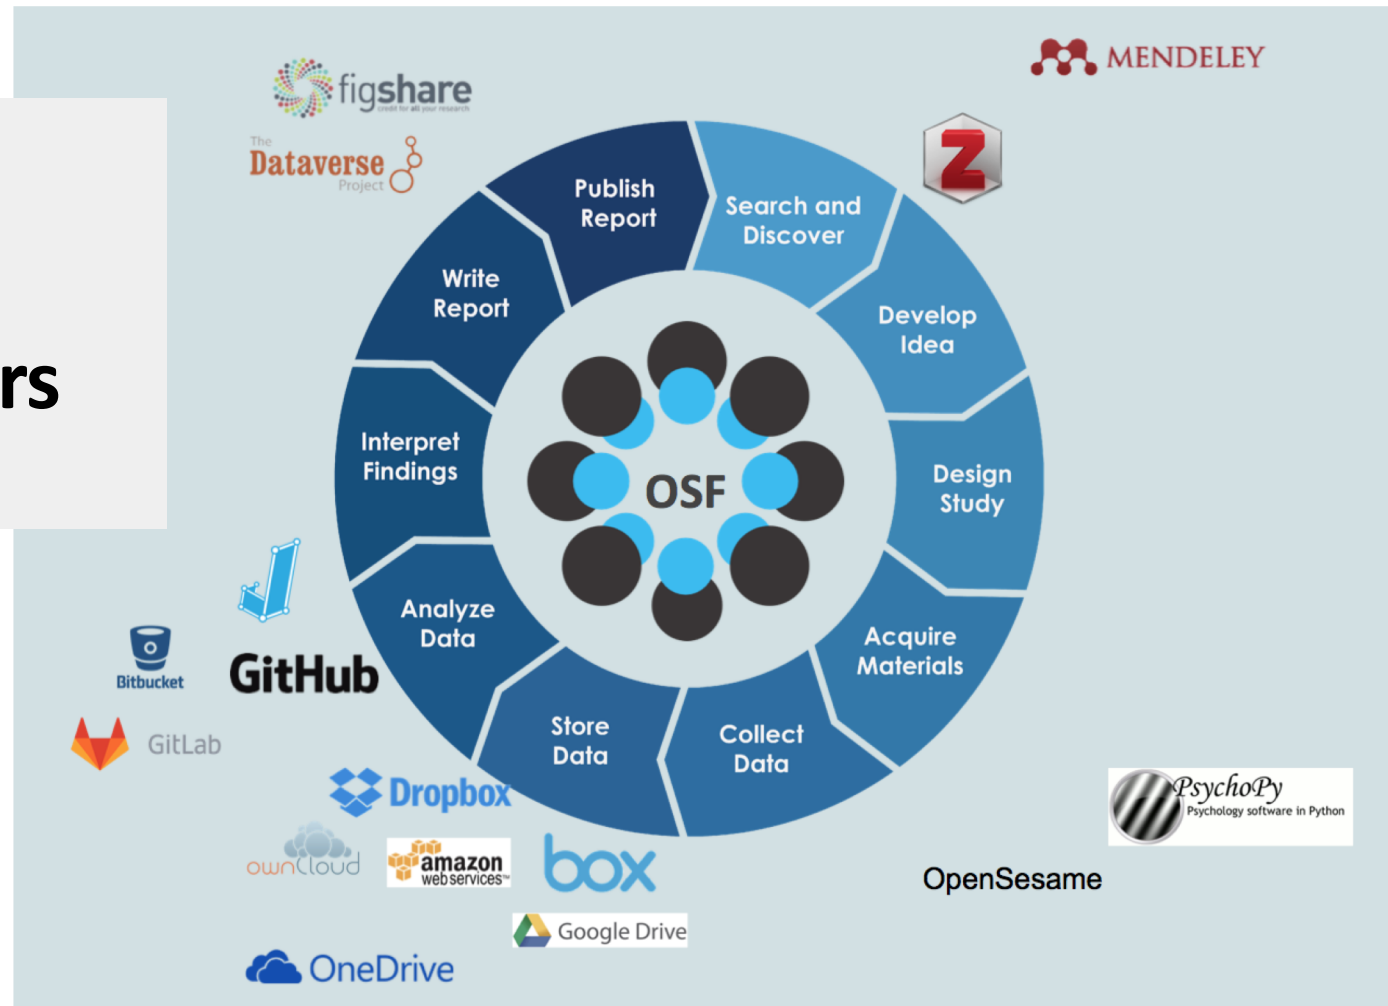 MENDELEY
figshare
credit for all your research
The
Dataverse
Project
Z
Publish
Report
Search and
Discover
Write
Report
Develop
Idea
rs
Interpret
Findings
OSF
Design
Study
Analyze
Data
Acquire
Materials
Bitbucket
GitHub
GitLab
Store
Data
Collect
Data
Dropbox
PsychoPy
Psychology software in Python
ownCloud
amazon
webservices™
box
OpenSesame
Google Drive
OneDrive